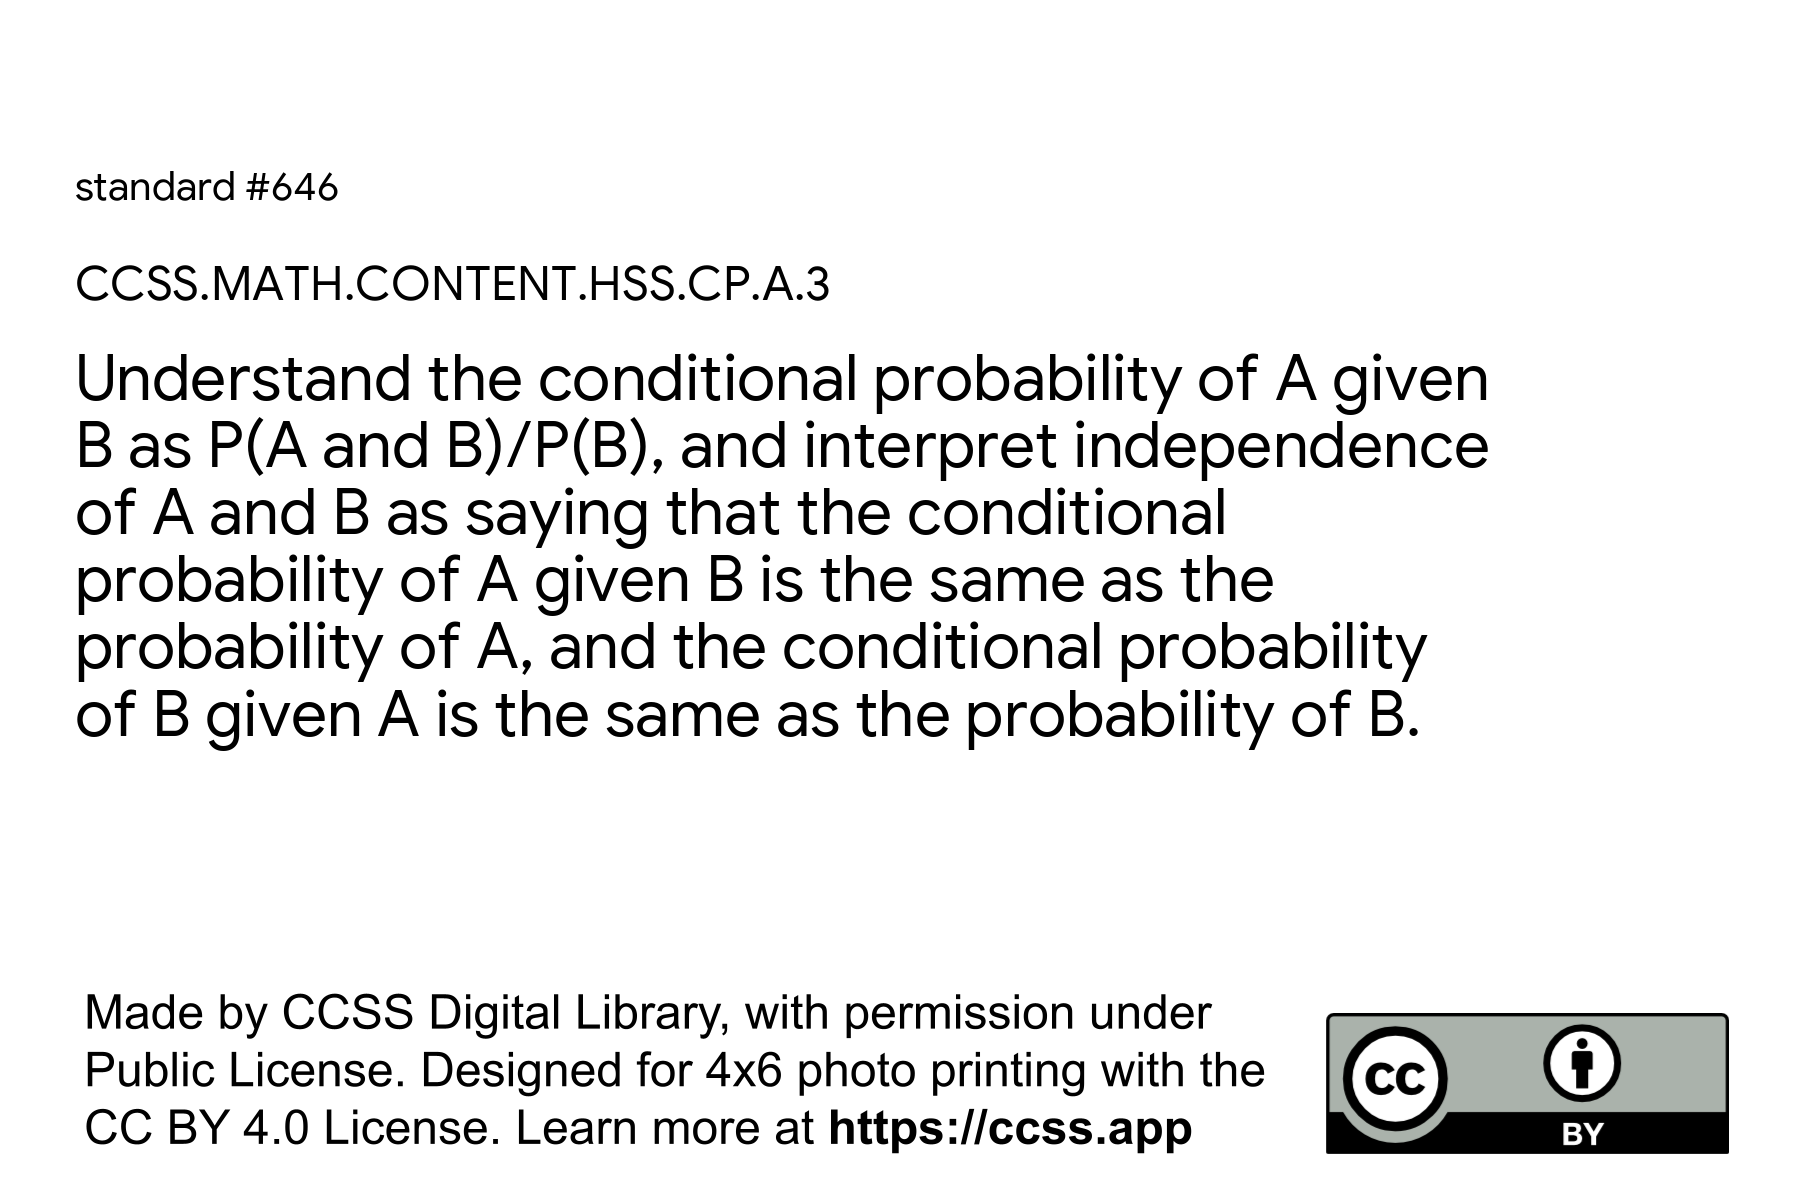 standard #646
CCSS.MATH.CONTENT.HSS.CP.A.3
Understand the conditional probability of A given
B as P(A and B)/P(B), and interpret independence
of A and B as saying that the conditional
probability of A given B is the same as the
probability of A, and the conditional probability
of B given A is the same as the probability of B.
Made by CCSS Digital Library, with permission under
Public License. Designed for 4x6 photo printing with the
CC BY 4.0 License. Learn more at https://ccss.app
CC
BY